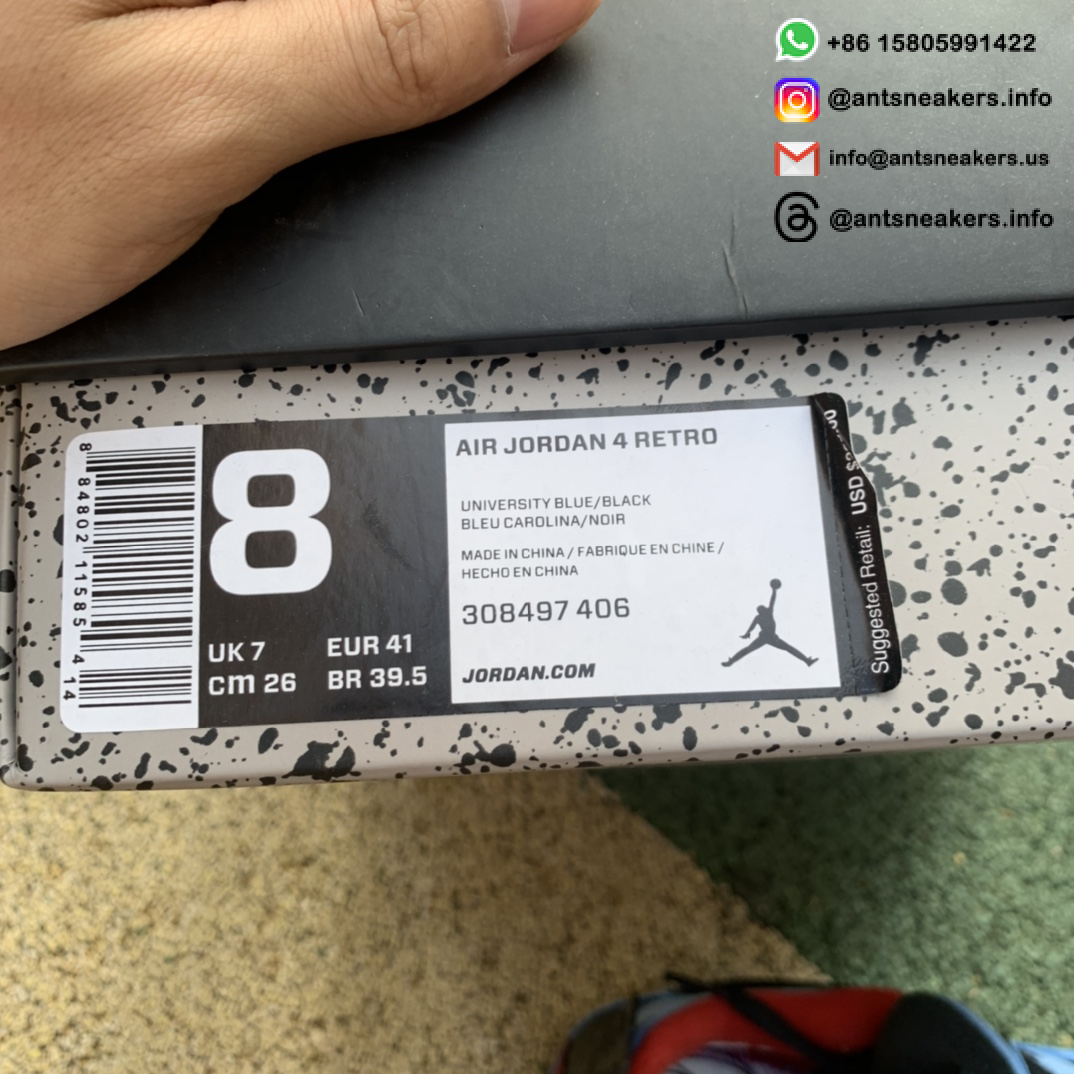 +86 15805991422
@antsneakers.info
info@antsneakers.us
@antsneakers.info
8 84802 11585 4 14
8
UK 7 EUR 41
cm 26 BR 39.5
AIR JORDAN 4 RETRO
UNIVERSITY BLUE/BLACK
BLEU CAROLINA/NOIR
MADE IN CHINA / FABRIQUE EN CHINE /
HECHO EN CHINA
308497 406
JORDAN.COM
Suggested Retail: USD